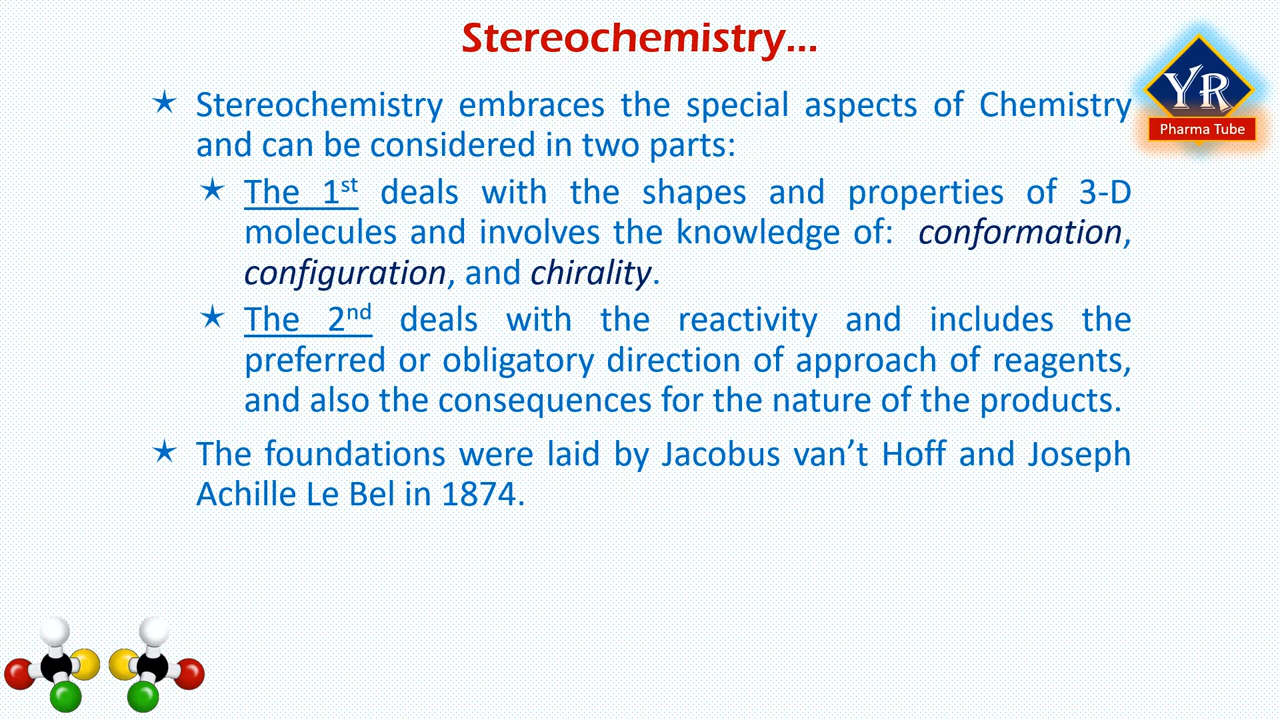 Stereochemistry...
YR
Pharma Tube
Stereochemistry embraces the special aspects of Chemistry
and can be considered in two parts:
The 1st deals with the shapes and properties of 3-D
molecules and involves the knowledge of: conformation,
configuration, and chirality.
The 2nd deals with the reactivity and includes the
preferred or obligatory direction of approach of reagents,
and also the consequences for the nature of the products.
The foundations were laid by Jacobus van’t Hoff and Joseph
Achille Le Bel in 1874.